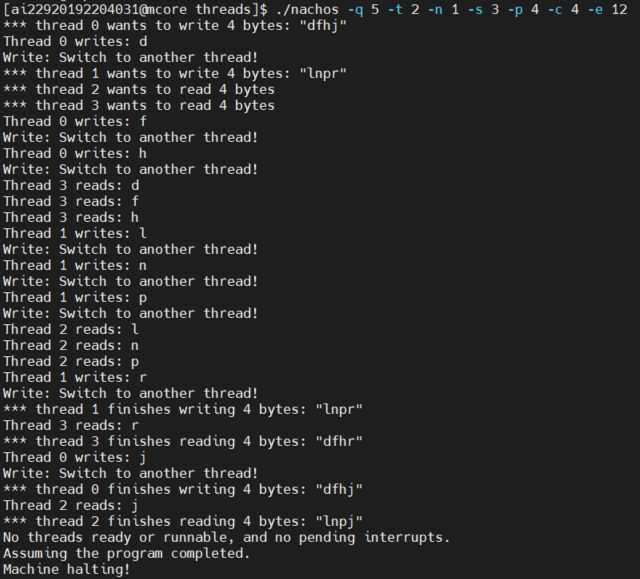 [ai22920192204031@mcore threads]$ ./nachos -q 5 -t 2 -n 1 -s 3 -p 4 -c 4 -e 12
*** thread 0 wants to write 4 bytes: "dfhj"
Thread 0 writes: d
Write: Switch to another thread!
*** thread 1 wants to write 4 bytes: "lnpr"
*** thread 2 wants to read 4 bytes
*** thread 3 wants to read 4 bytes
Thread 0 writes: f
Write: Switch to another thread!
Thread 0 writes: h
Write: Switch to another thread!
Thread 3 reads: d
Thread 3 reads: f
Thread 3 reads: h
Thread 1 writes: l
Write: Switch to another thread!
Thread 1 writes: n
Write: Switch to another thread!
Thread 1 writes: p
Write: Switch to another thread!
Thread 2 reads: l
Thread 2 reads: n
Thread 2 reads: p
Thread 1 writes: r
Write: Switch to another thread!
*** thread 1 finishes writing 4 bytes: "lnpr"
Thread 3 reads: r
*** thread 3 finishes reading 4 bytes: "dfhr"
Thread 0 writes: j
Write: Switch to another thread!
*** thread 0 finishes writing 4 bytes: "dfhj"
Thread 2 reads: j
*** thread 2 finishes reading 4 bytes: "lnpj"
No threads ready or runnable, and no pending interrupts.
Assuming the program completed.
Machine halting!